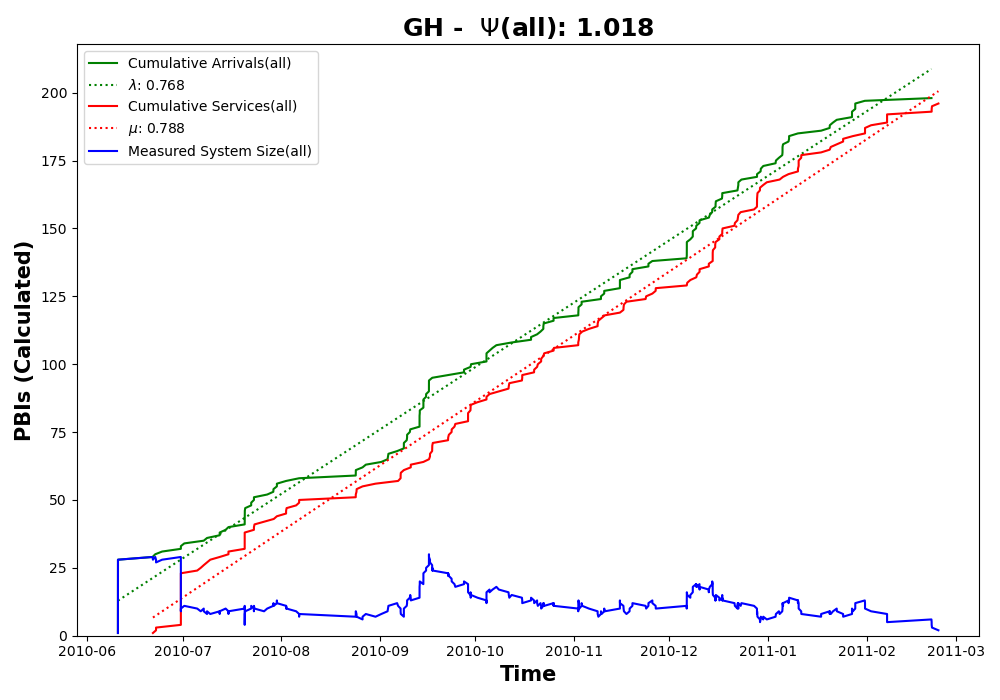 GH - Ψ(all): 1.018
Cumulative Arrivals(all)
λ: 0.768
Cumulative Services(all)
μ: 0.788
Measured System Size(all)
PBIs (Calculated)
200
175
150
125
100
75
50
25
0
2010-06 2010-07 2010-08 2010-09 2010-10 2010-11 2010-12 2011-01 2011-02 2011-03
Time